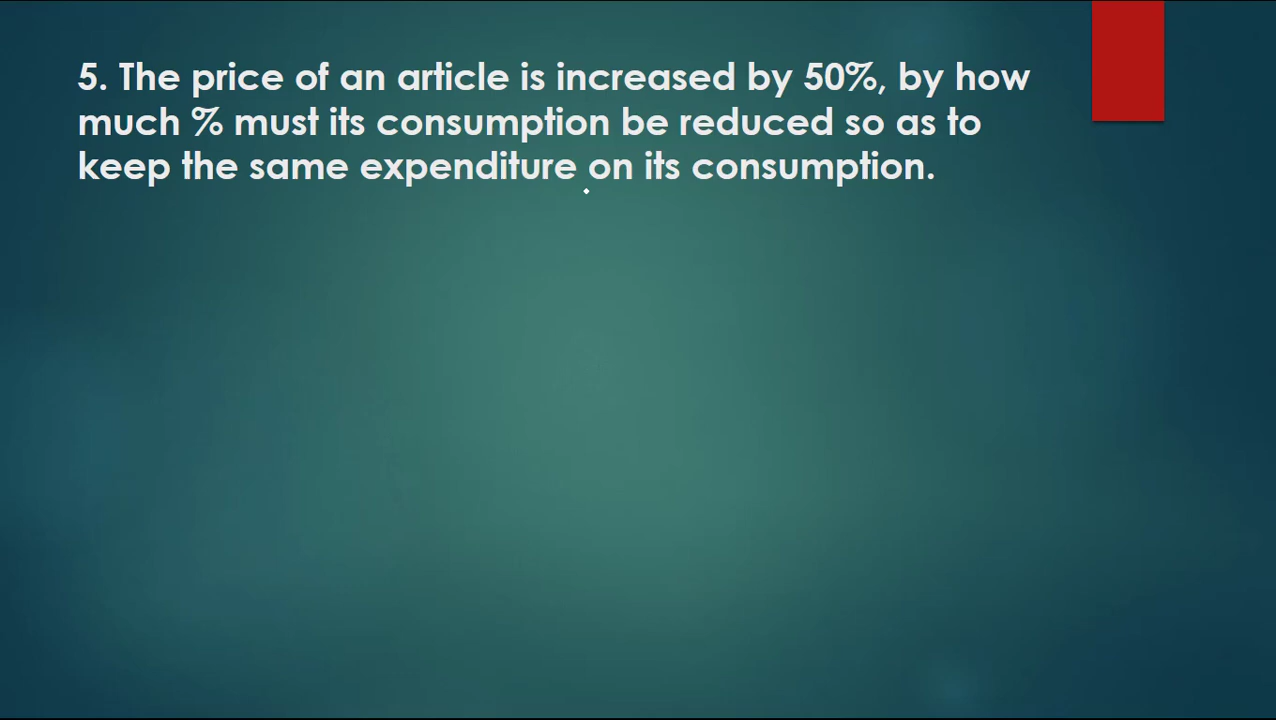 5. The price of an article is increased by 50%, by how
much % must its consumption be reduced so as to
keep the same expenditure on its consumption.